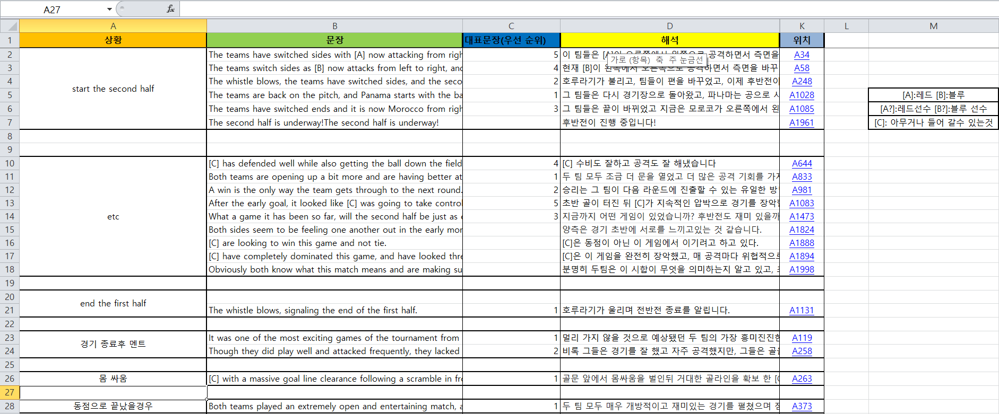 A27
fx
A B C D K L M
1 상황 문장 대표문장(우선 순위) 해석 위치
2 The teams have switched sides with [A] now attacking from righ 5 이 팀들은 공격하면서 측면을 A34
가로 (항목) 축 주 눈금선
3 The teams switch sides as [B] now attacks from left to right, and 4 현재 [B]이 공격하면서 측면을 바꾸 A58
4 The whistle blows, the teams have switched sides, and the seco 2 호루라기가 불리고, 팀들이 편을 바꾸었고, 이제 후반전이 A248
start the second half
5 The teams are back on the pitch, and Panama starts with the ba 1 그 팀들은 다시 경기장으로 돌아왔고, 파나마는 공으로 A1028 [A]:레드 [B]:블루
6 The teams have switched ends and it is now Morocco from righ 3 그 팀들은 끝이 바뀌었고 지금은 모로코가 오른쪽에서 왼 A1085 [A?]:레드선수 [B?]:블루 선수
7 The second half is underway!The second half is underway! 후반전이 진행 중입니다! A1961 [C]: 아무거나 들어 갈수 있는것
8
9
10 [C] has defended well while also getting the ball down the field 4 [C] 수비도 잘하고 공격도 잘 해냈습니다 A644
11 Both teams are opening up a bit more and are having better at 1 두 팀 모두 조금 더 문을 열었고 더 많은 공격 기회를 가지 A833
12 A win is the only way the team gets through to the next round. 2 승리는 그 팀이 다음 라운드에 진출할 수 있는 유일한 방 A981
13 After the early goal, it looked like [C] was going to take control 5 초반 골이 터진 뒤 [C]가 지속적인 압박으로 경기를 장악할 A1083
14 etc What a game it has been so far, will the second half be just as e 3 지금까지 어떤 게임이 있었습니까? 후반전도 재미 있을까 A1473
15 Both sides seem to be feeling one another out in the early mor 양측은 경기 초반에 서로를 느끼고있는 것 같습니다. A1824
16 [C] are looking to win this game and not tie. [C]은 동점이 아닌 이 게임에서 이기려고 하고 있다. A1888
17 [C] have completely dominated this game, and have looked thre [C]은 이 게임을 완전히 장악했고, 매 공격마다 위협적으로 A1894
18 Obviously both know what this match means and are making su 분명히 두팀은 이 시합이 무엇을 의미하는지 알고 있고, A1998
19
20
end the first half
21 The whistle blows, signaling the end of the first half. 1 호루라기가 울리며 전반전 종료를 알립니다. A1131
22
23 It was one of the most exciting games of the tournament from 1 멀리 가지 않을 것으로 예상됐던 두 팀의 가장 흥미진진한 A119
경기 종료후 멘트
24 Though they did play well and attacked frequently, they lacked 2 비록 그들은 경기를 잘 했고 자주 공격했지만, 그들은 골을 A258
25
26 몸 싸움 [C] with a massive goal line clearance following a scramble in fro 1 골문 앞에서 몸싸움을 벌인뒤 거대한 골라인을 확보 한 A263
27
28 동점으로 끝났을경우 Both teams played an extremely open and entertaining match, a 1 두 팀 모두 매우 개방적이고 재미있는 경기를 펼쳤으며 A373